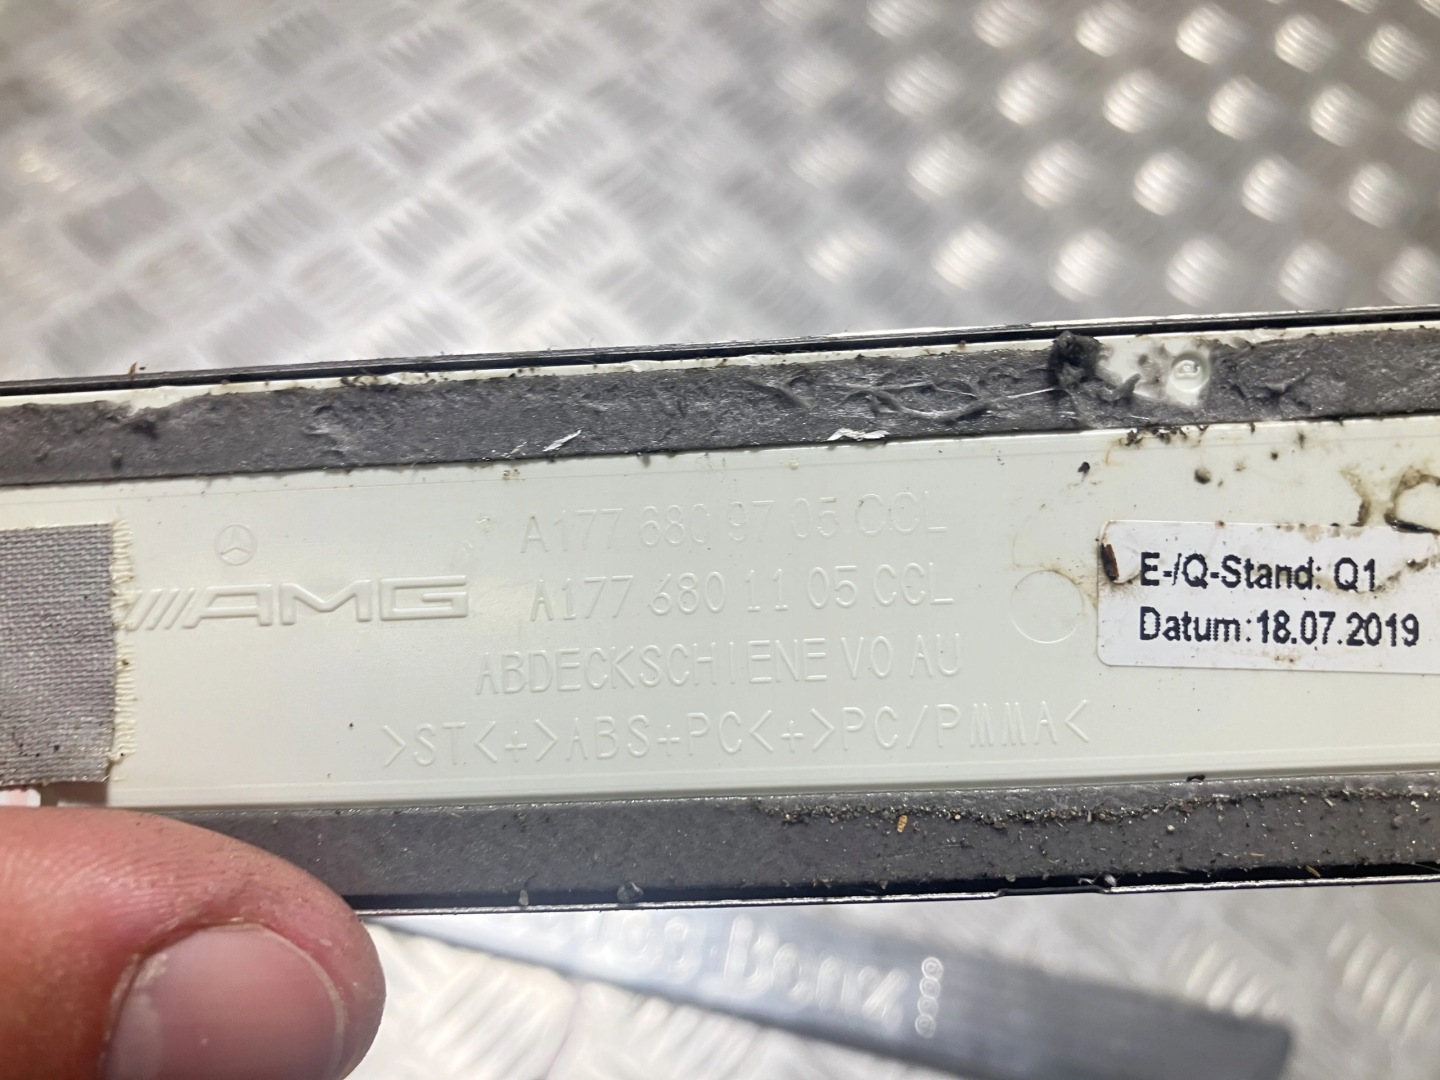 AMG
A177 680 97 05 CCL
A177 680 11 05 CCL
ABDECKSCHIENE VO AU
>ST<+>ABS+PC<+>PC/PMMA<
E-/Q-Stand: Q1
Datum:18.07.2019
Benz